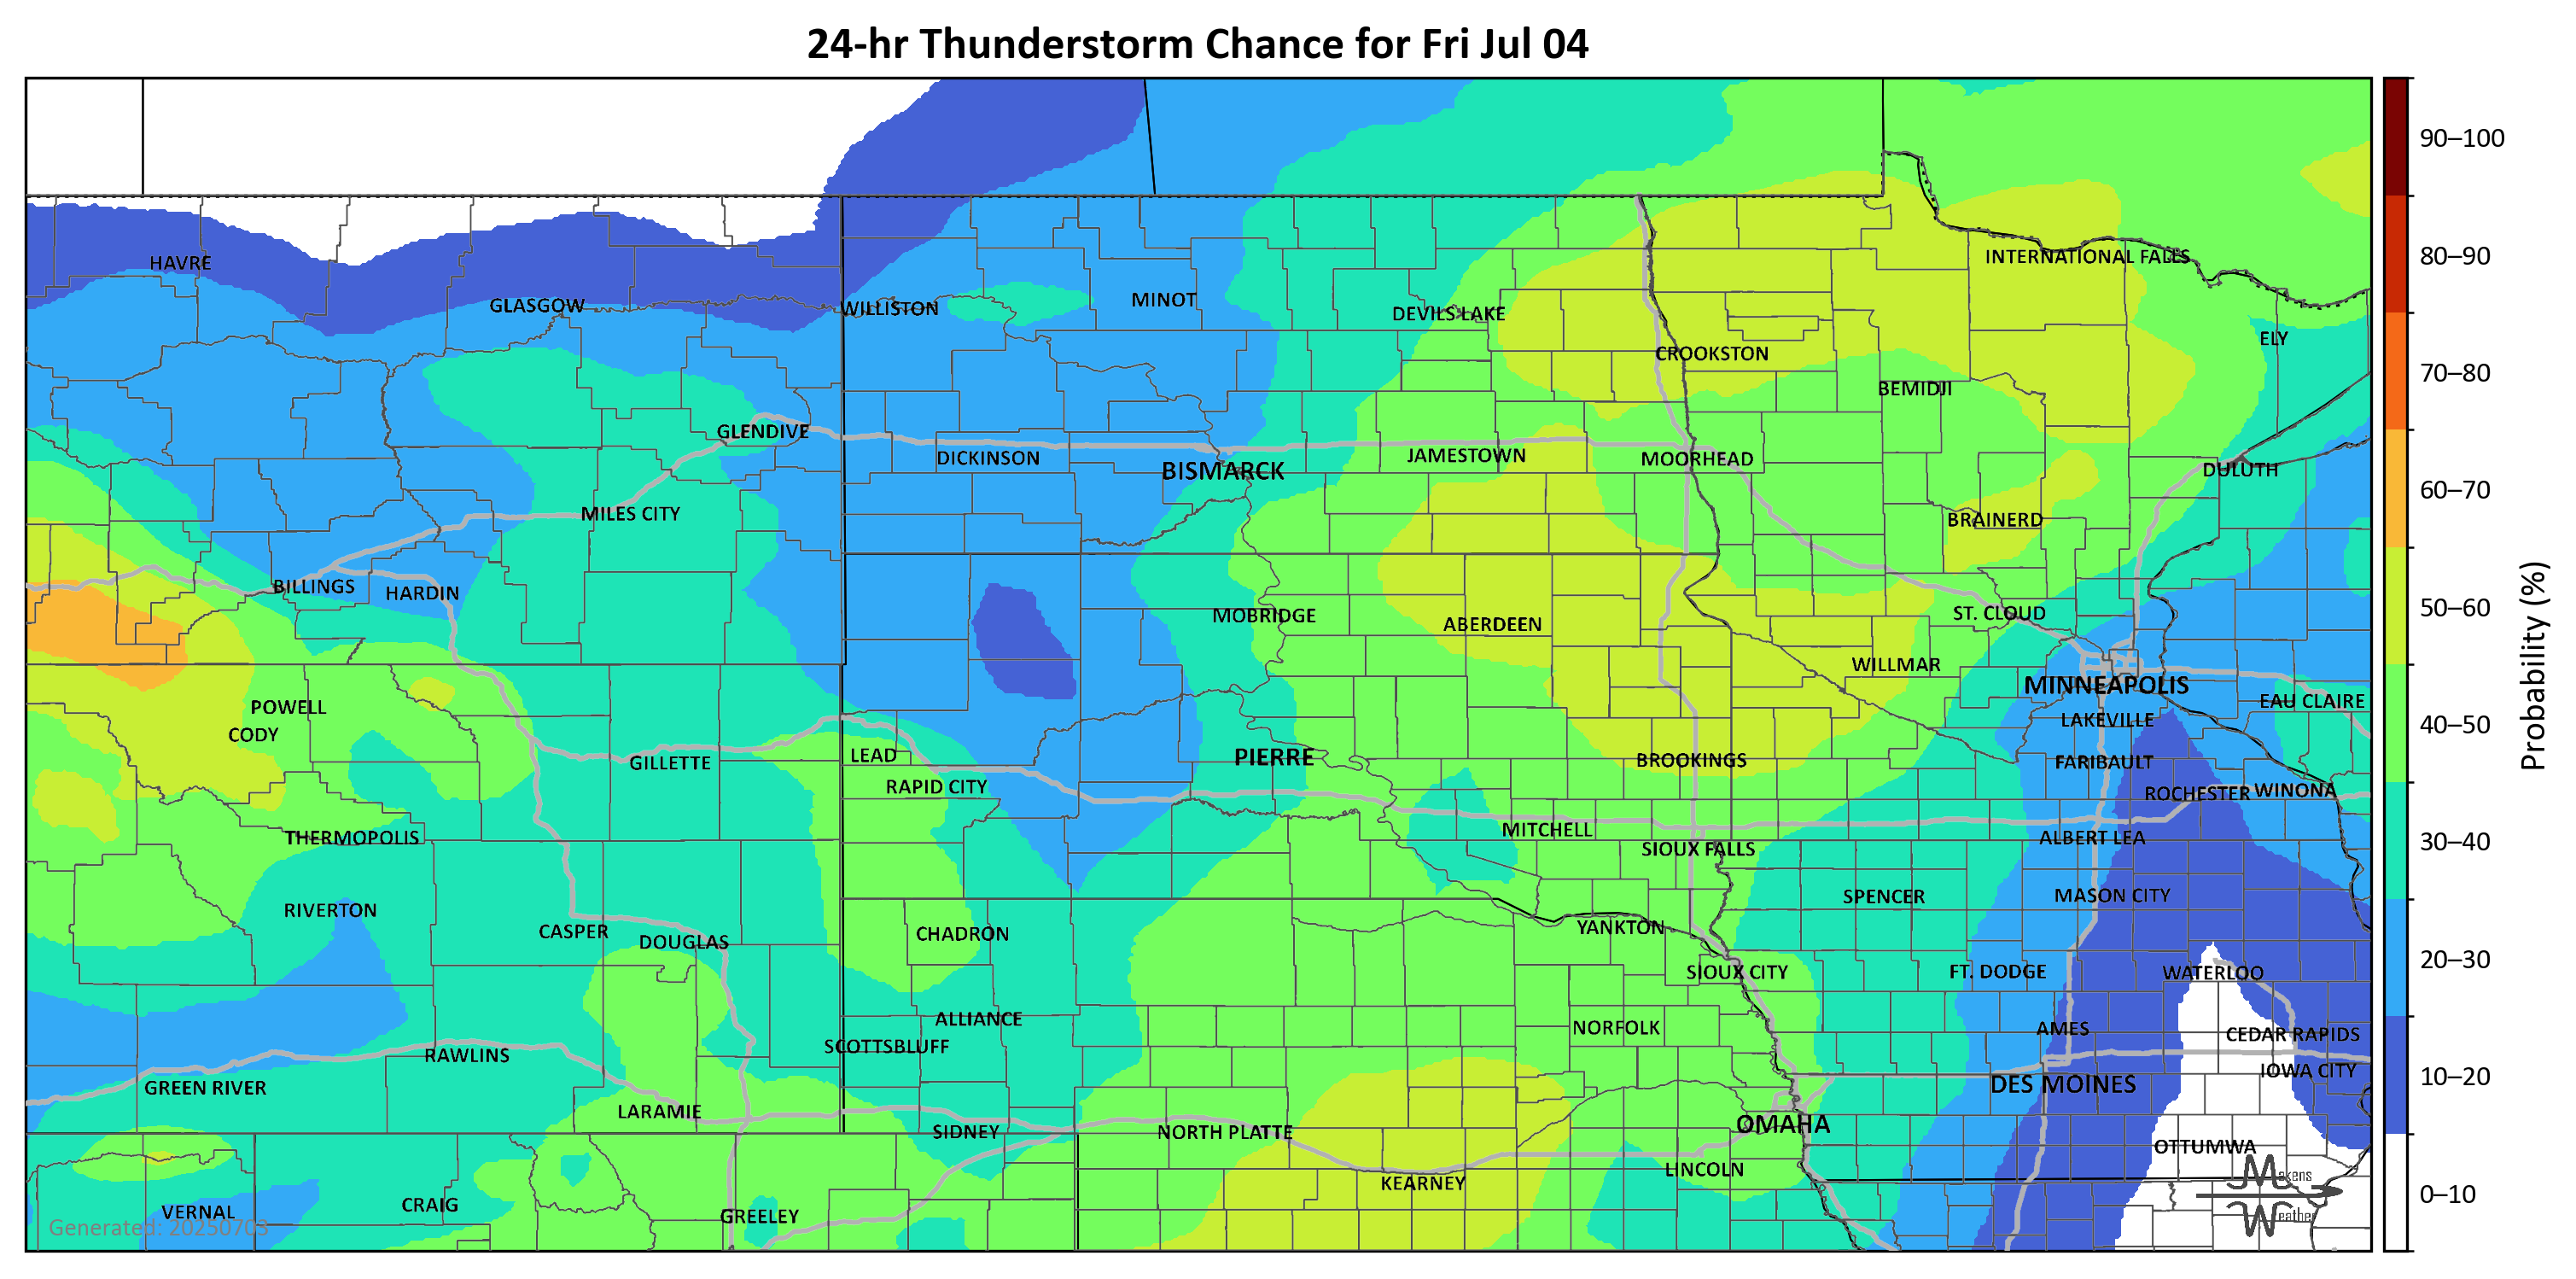 24-hr Thunderstorm Chance for Fri Jul 04
90–100
80–90
70–80
60–70
50–60
40–50
30–40
20–30
10–20
0–10
Probability (%)
HAVRE
INTERNATIONAL FALLS
GLASGOW
WILLISTON
MINOT
DEVILS LAKE
ELY
CROOKSTON
BEMIDJI
GLENDIVE
DICKINSON
BISMARCK
JAMESTOWN
MOORHEAD
DULUTH
MILES CITY
BRAINERD
BILLINGS
HARDIN
MOBRIDGE
ABERDEEN
ST. CLOUD
WILLMAR
MINNEAPOLIS
POWELL
EAU CLAIRE
CODY
LAKEVILLE
LEAD
GILLETTE
PIERRE
BROOKINGS
FARIBAULT
RAPID CITY
ROCHESTER
WINONA
THERMOPOLIS
MITCHELL
ALBERT LEA
SIOUX FALLS
RIVERTON
SPENCER
MASON CITY
CASPER
DOUGLAS
CHADRON
YANKTON
SIOUX CITY
FT. DODGE
WATERLOO
ALLIANCE
NORFOLK
AMES
CEDAR RAPIDS
SCOTTSBLUFF
RAWLINS
IOWA CITY
GREEN RIVER
DES MOINES
LARAMIE
OMAHA
SIDNEY
NORTH PLATTE
OTTUMWA
LINCOLN
KEARNEY
CRAIG
VERNAL
GREELEY
Makens
Weather
Generated: 20250703